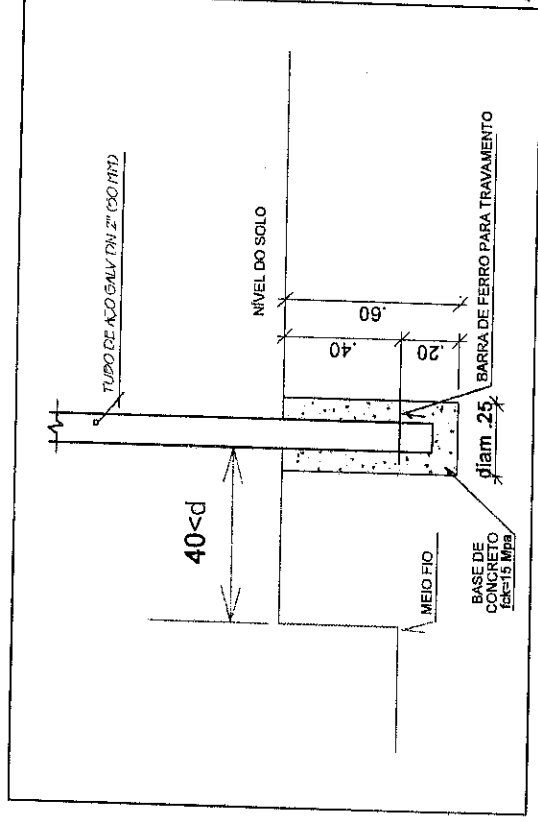 TUBO DE AÇO GALV DN 2" (50 MM)
40<d
NÍVEL DO SOLO
.60
.40
.20
MEIO FIO
BARRA DE FERRO PARA TRAVAMENTO
diam .25
BASE DE
CONCRETO
fck=15 Mpa